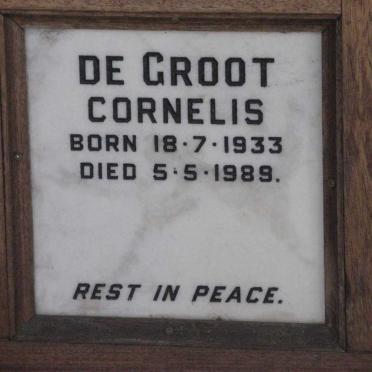 DE GROOT
CORNELIS
BORN 18·7·1933
DIED 5·5·1989.
REST IN PEACE.